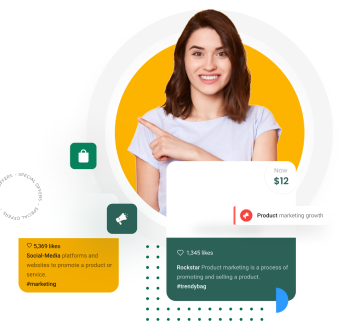 Now
$12
Product marketing growth
OFFERS · SPECIAL OFFERS · SPECIAL OFFERS
5,369 likes
Social-Media platforms and
websites to promote a product or
service.
#marketing
1,345 likes
Rockstar Product marketing is a process of
promoting and selling a product.
#trendybag